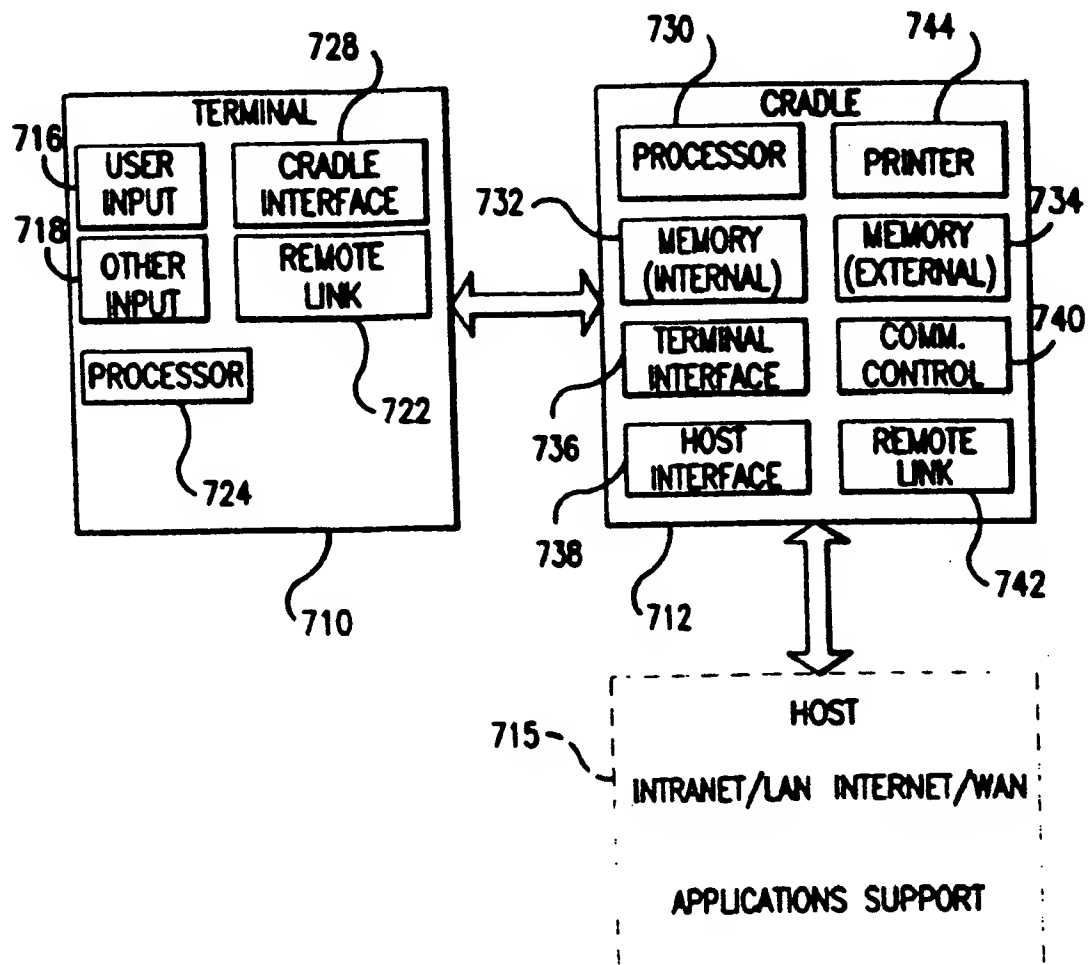 728
730
744
TERMINAL
CRADLE
716
USER
INPUT
CRADLE
INTERFACE
PROCESSOR
PRINTER
718
OTHER
INPUT
REMOTE
LINK
732
MEMORY
(INTERNAL)
MEMORY
(EXTERNAL)
734
PROCESSOR
TERMINAL
INTERFACE
COMM.
CONTROL
740
722
724
736
HOST
INTERFACE
REMOTE
LINK
738
742
710
712
715
HOST
INTRANET/LAN INTERNET/WAN
APPLICATIONS SUPPORT